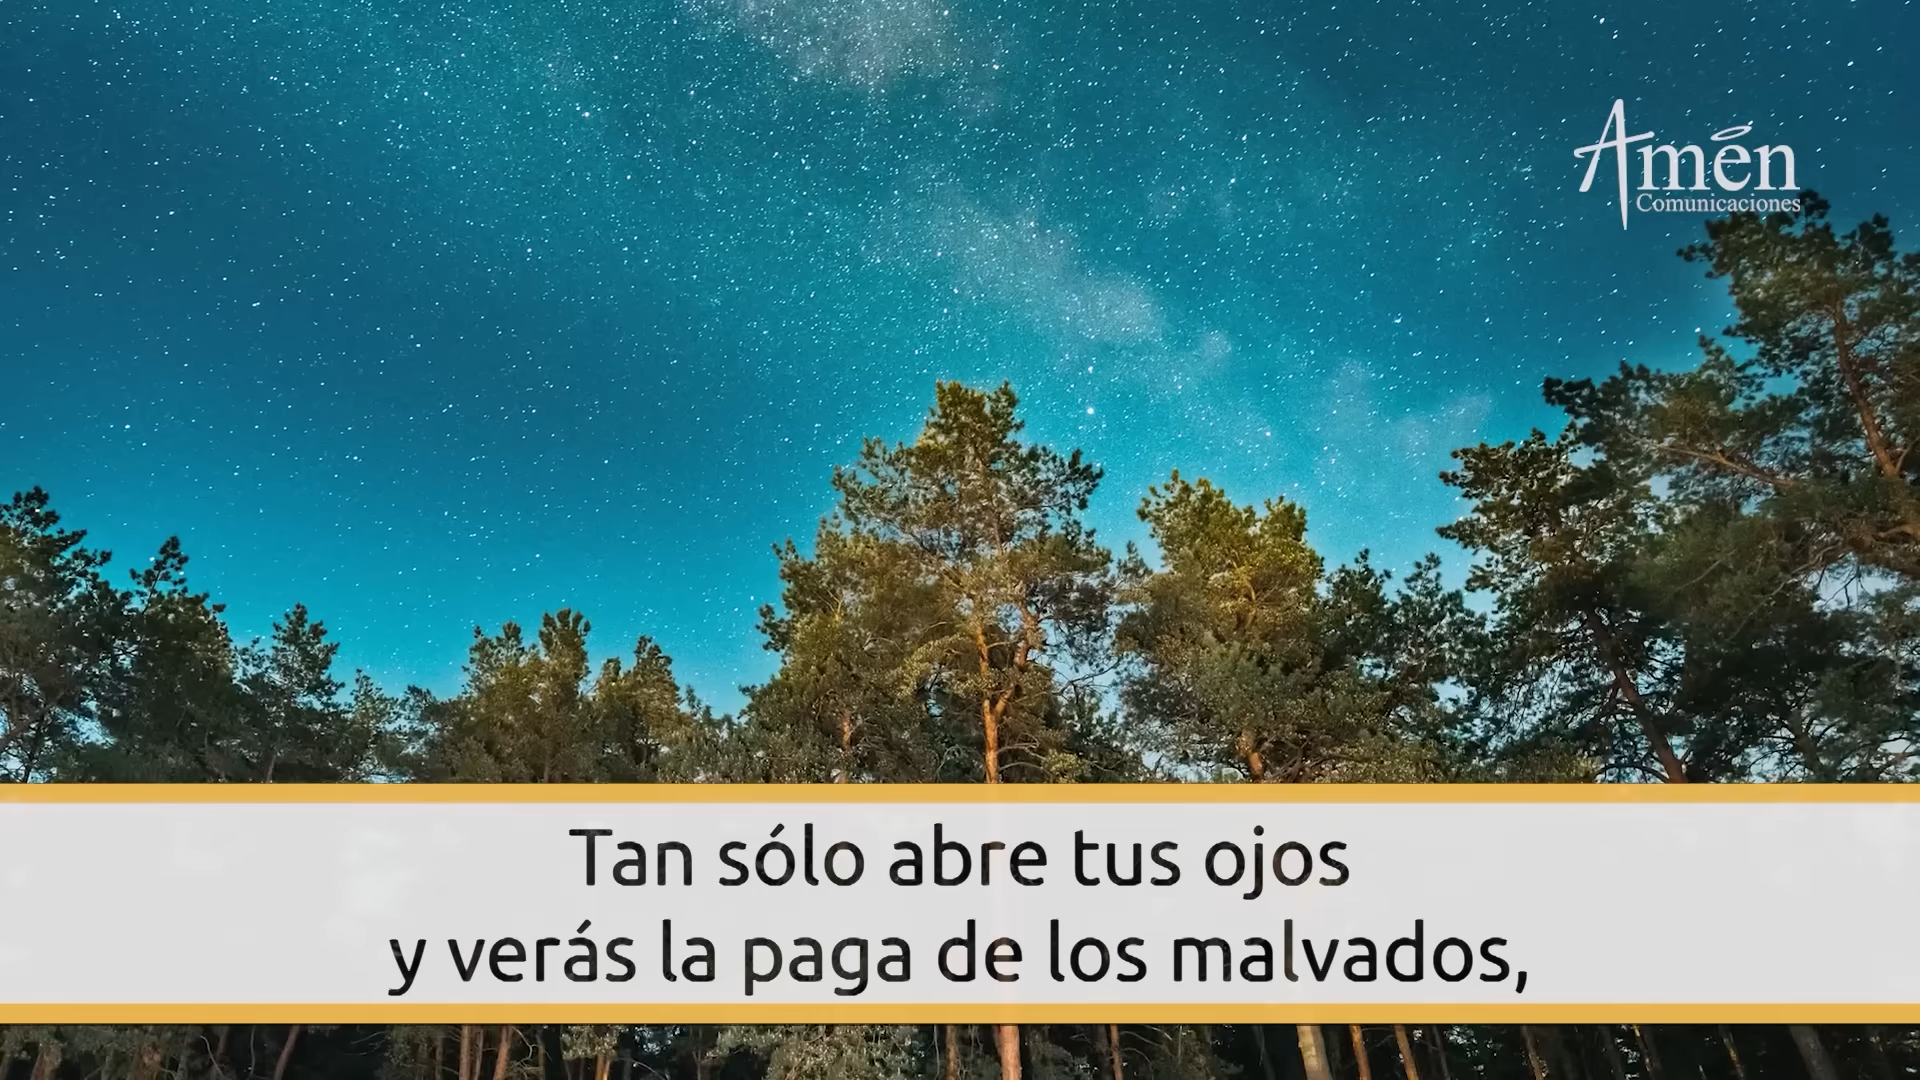 Amén
Comunicaciones
Tan sólo abre tus ojos
y verás la paga de los malvados,